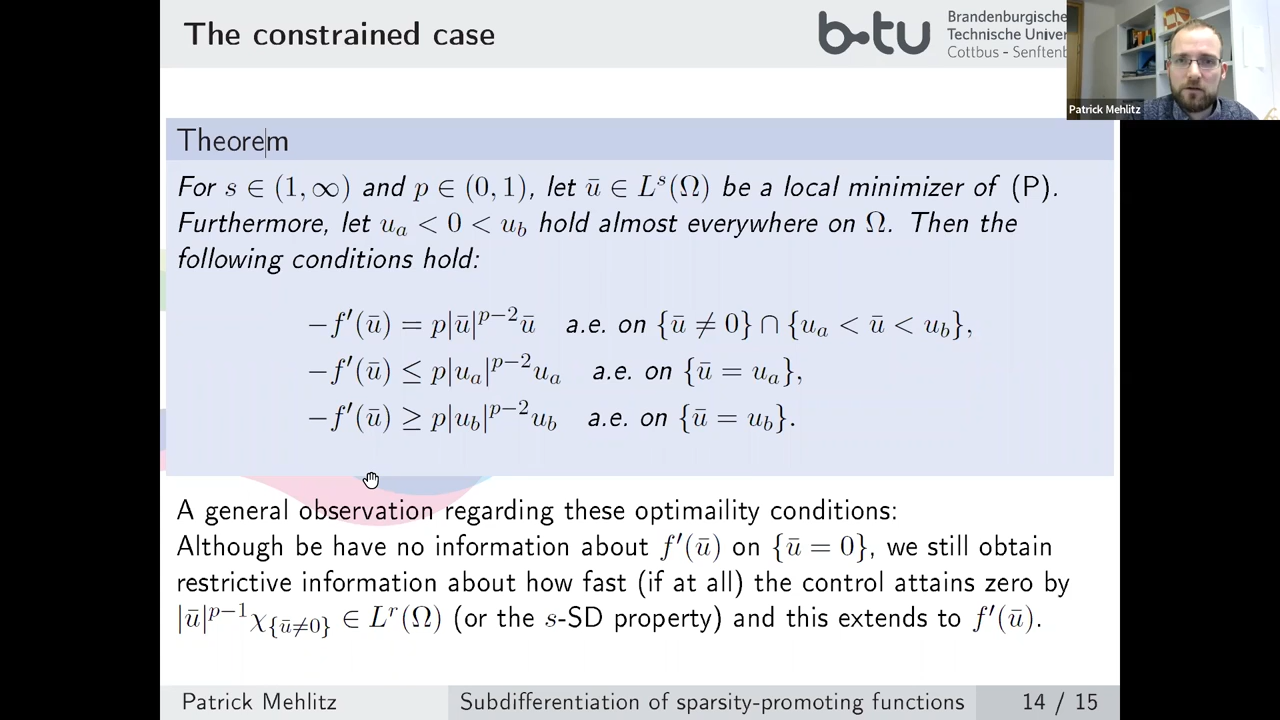 The constrained case
b-tu
Brandenburgische
Technische Univer
Cottbus - Senftenb
Patrick Mehlitz
Theorem
For s ∈ (1, ∞) and p ∈ (0, 1), let ū ∈ Lˢ(Ω) be a local minimizer of (P).
Furthermore, let u_a < 0 < u_b hold almost everywhere on Ω. Then the
following conditions hold:
−f′(ū) = p|ū|^{p−2}ū a.e. on {ū ≠ 0} ∩ {u_a < ū < u_b},
−f′(ū) ≤ p|u_a|^{p−2}u_a a.e. on {ū = u_a},
−f′(ū) ≥ p|u_b|^{p−2}u_b a.e. on {ū = u_b}.
A general observation regarding these optimaility conditions:
Although be have no information about f′(ū) on {ū = 0}, we still obtain
restrictive information about how fast (if at all) the control attains zero by
|ū|^{p−1}χ_{{ū≠0}} ∈ Lʳ(Ω) (or the s-SD property) and this extends to f′(ū).
Patrick Mehlitz
Subdifferentiation of sparsity-promoting functions
14 / 15